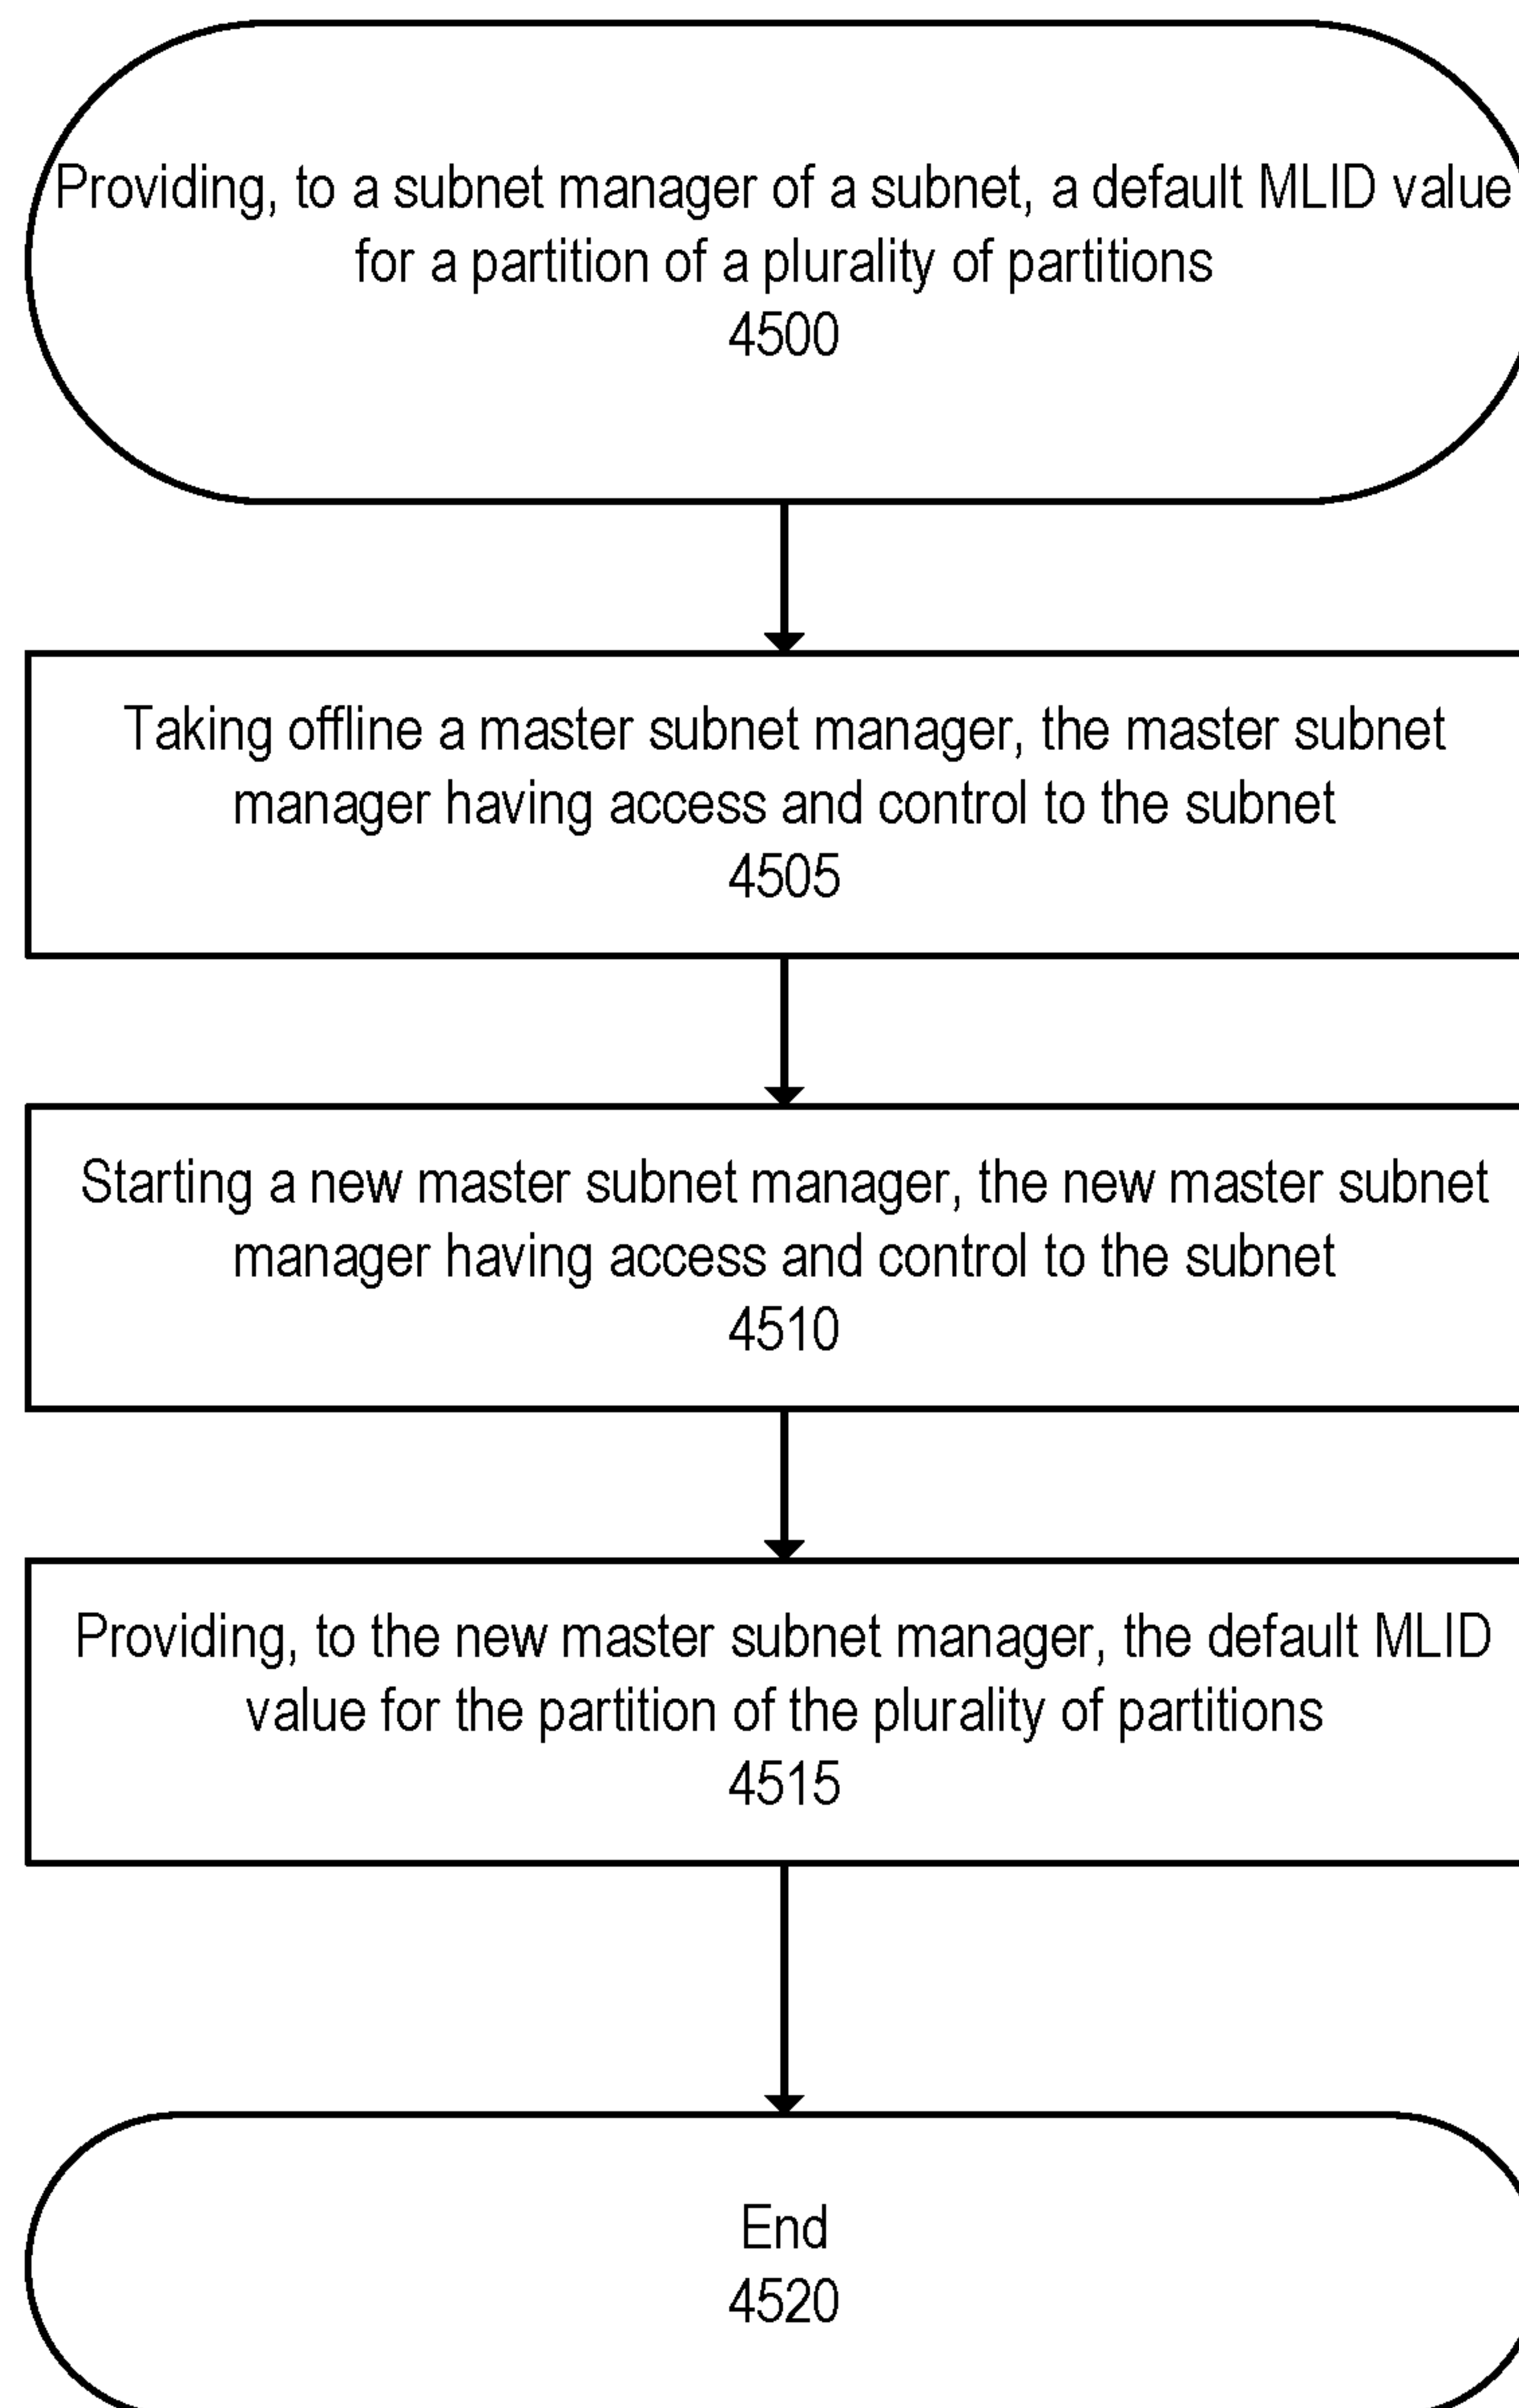 Providing, to a subnet manager of a subnet, a default MLID value
for a partition of a plurality of partitions
4500
Taking offline a master subnet manager, the master subnet
manager having access and control to the subnet
4505
Starting a new master subnet manager, the new master subnet
manager having access and control to the subnet
4510
Providing, to the new master subnet manager, the default MLID
value for the partition of the plurality of partitions
4515
End
4520